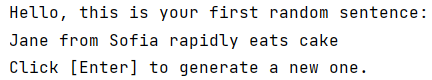 Hello, this is your first random sentence:
Jane from Sofia rapidly eats cake
Click [Enter] to generate a new one.